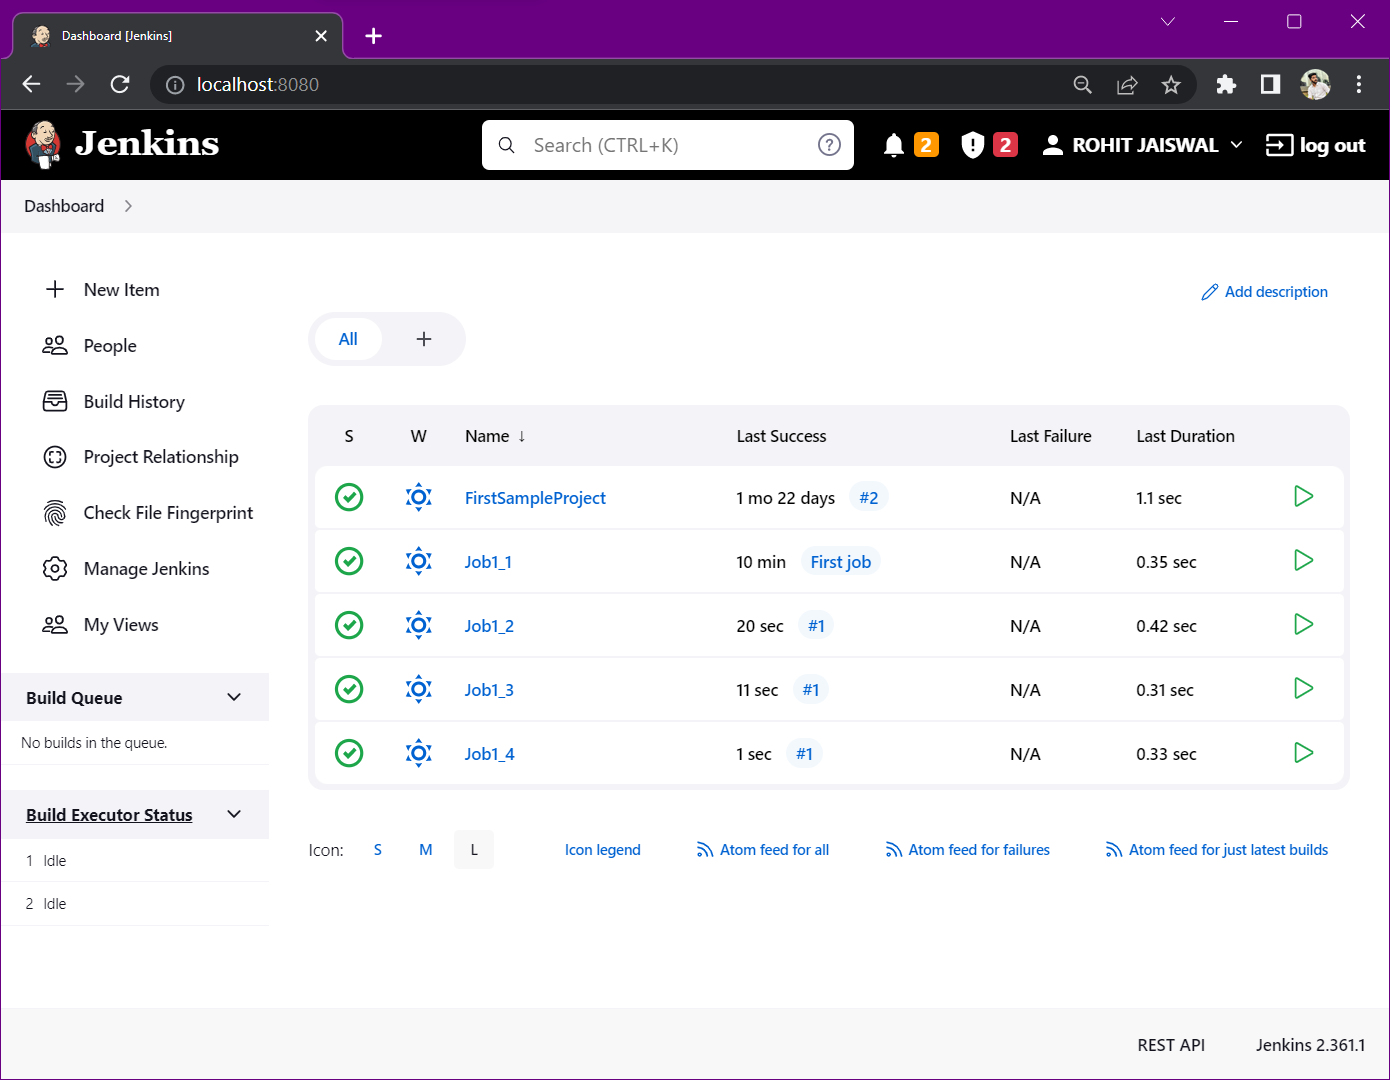 Dashboard [Jenkins]
localhost:8080
Jenkins
Search (CTRL+K)
2
2
ROHIT JAISWAL
log out
Dashboard
New Item
People
Build History
Project Relationship
Check File Fingerprint
Manage Jenkins
My Views
Build Queue
No builds in the queue.
Build Executor Status
1 Idle
2 Idle
Add description
All +
S W Name ↓ Last Success Last Failure Last Duration
FirstSampleProject 1 mo 22 days #2 N/A 1.1 sec
Job1_1 10 min First job N/A 0.35 sec
Job1_2 20 sec #1 N/A 0.42 sec
Job1_3 11 sec #1 N/A 0.31 sec
Job1_4 1 sec #1 N/A 0.33 sec
Icon: S M L Icon legend Atom feed for all Atom feed for failures Atom feed for just latest builds
REST API Jenkins 2.361.1